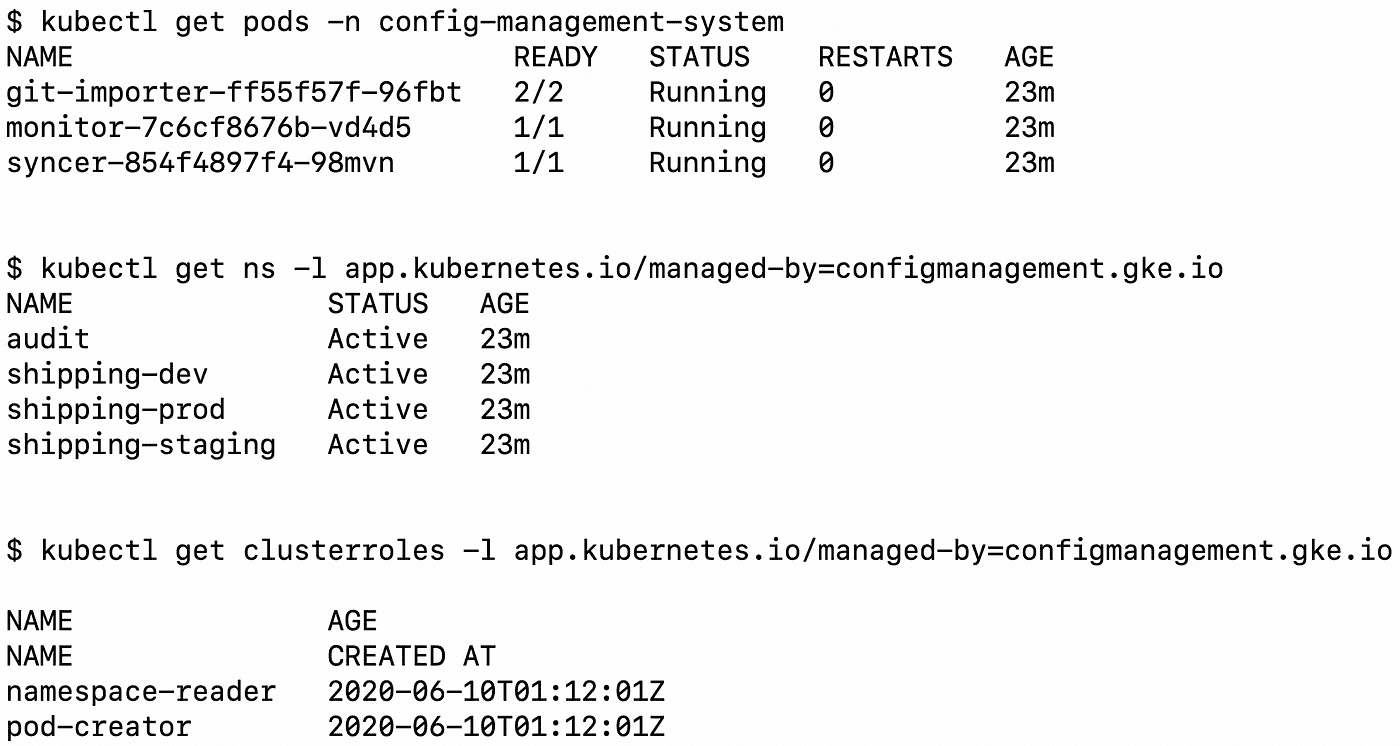 $ kubectl get pods -n config-management-system
NAME READY STATUS RESTARTS AGE
git-importer-ff55f57f-96fbt 2/2 Running 0 23m
monitor-7c6cf8676b-vd4d5 1/1 Running 0 23m
syncer-854f4897f4-98mvn 1/1 Running 0 23m
$ kubectl get ns -l app.kubernetes.io/managed-by=configmanagement.gke.io
NAME STATUS AGE
audit Active 23m
shipping-dev Active 23m
shipping-prod Active 23m
shipping-staging Active 23m
$ kubectl get clusterroles -l app.kubernetes.io/managed-by=configmanagement.gke.io
NAME AGE
NAME CREATED AT
namespace-reader 2020-06-10T01:12:01Z
pod-creator 2020-06-10T01:12:01Z